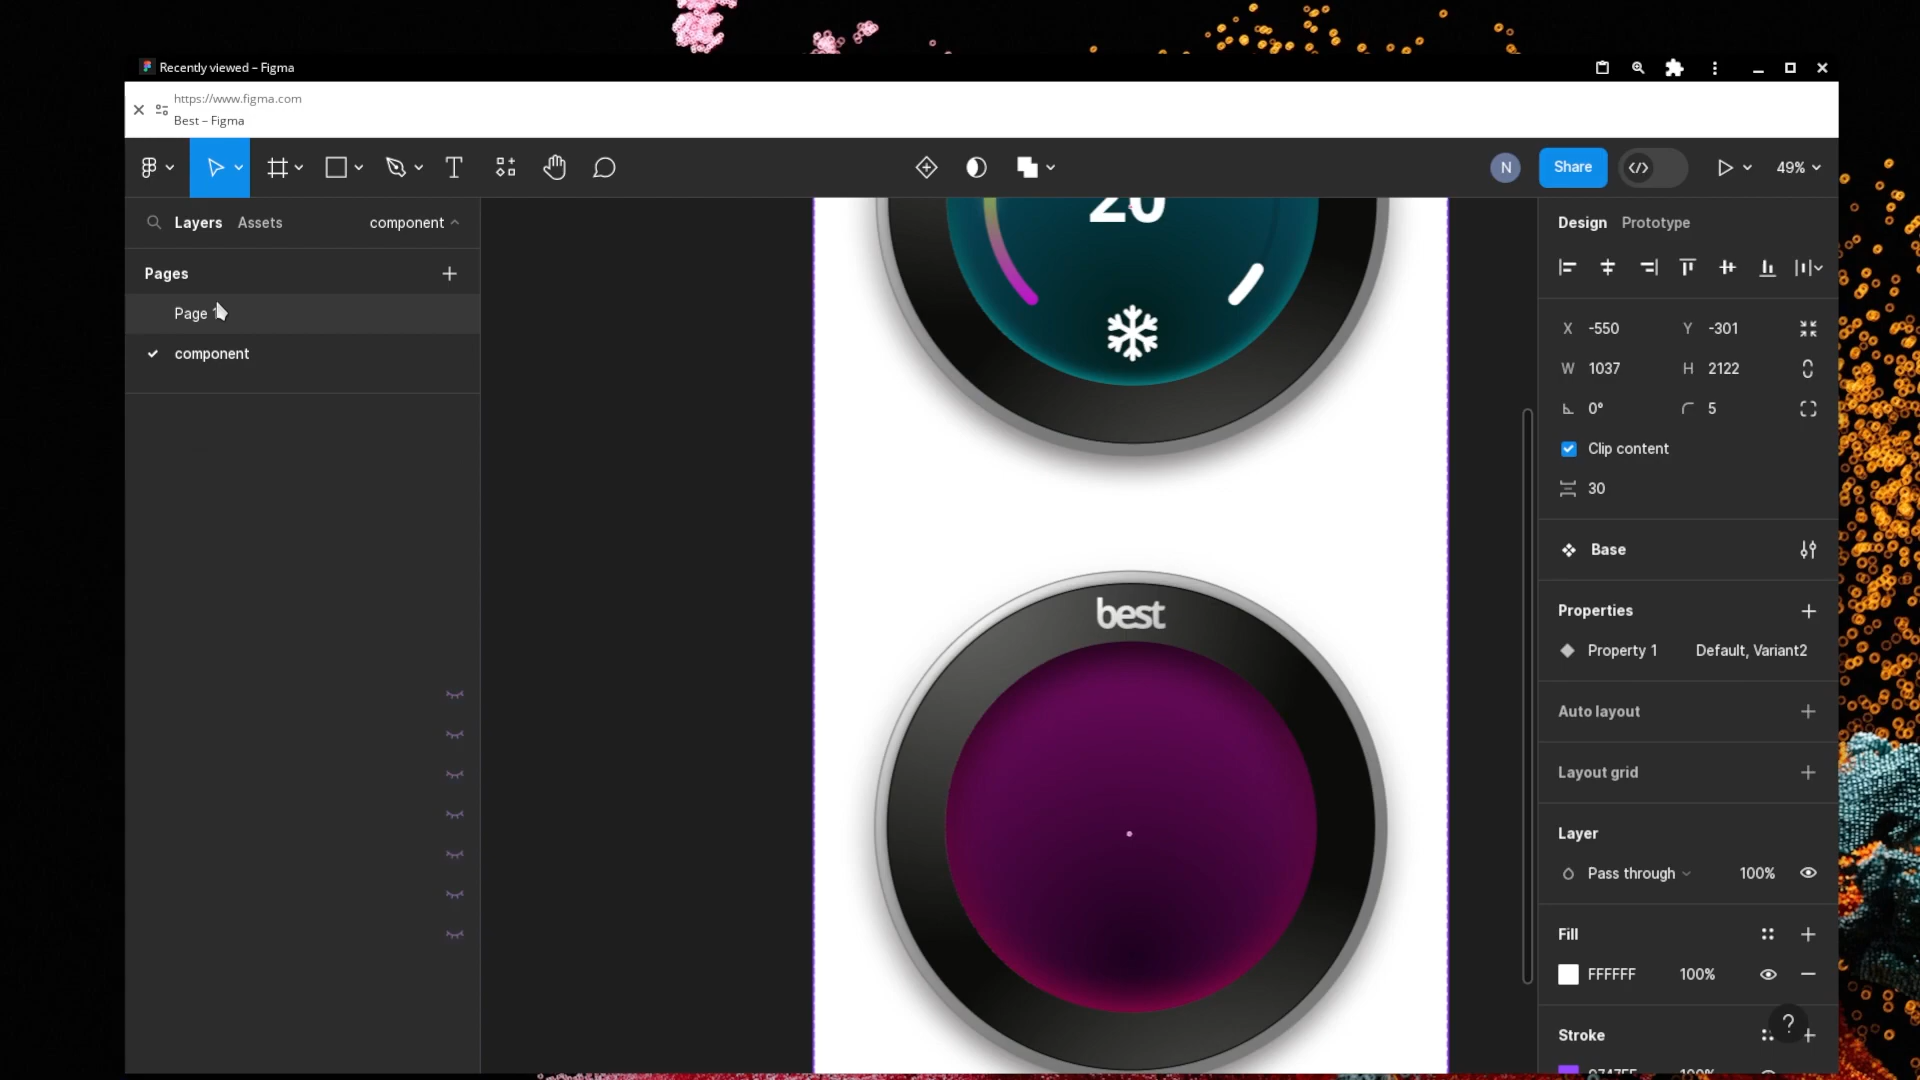 Recently viewed – Figma
https://www.figma.com
Best – Figma
N
Share
49%
Layers
Assets
component
Pages
Page 1
component
20
best
Design
Prototype
X -550
Y -301
W 1037
H 2122
0°
5
Clip content
30
Base
Properties
Property 1
Default, Variant2
Auto layout
Layout grid
Layer
Pass through
100%
Fill
FFFFFF
100%
Stroke
?